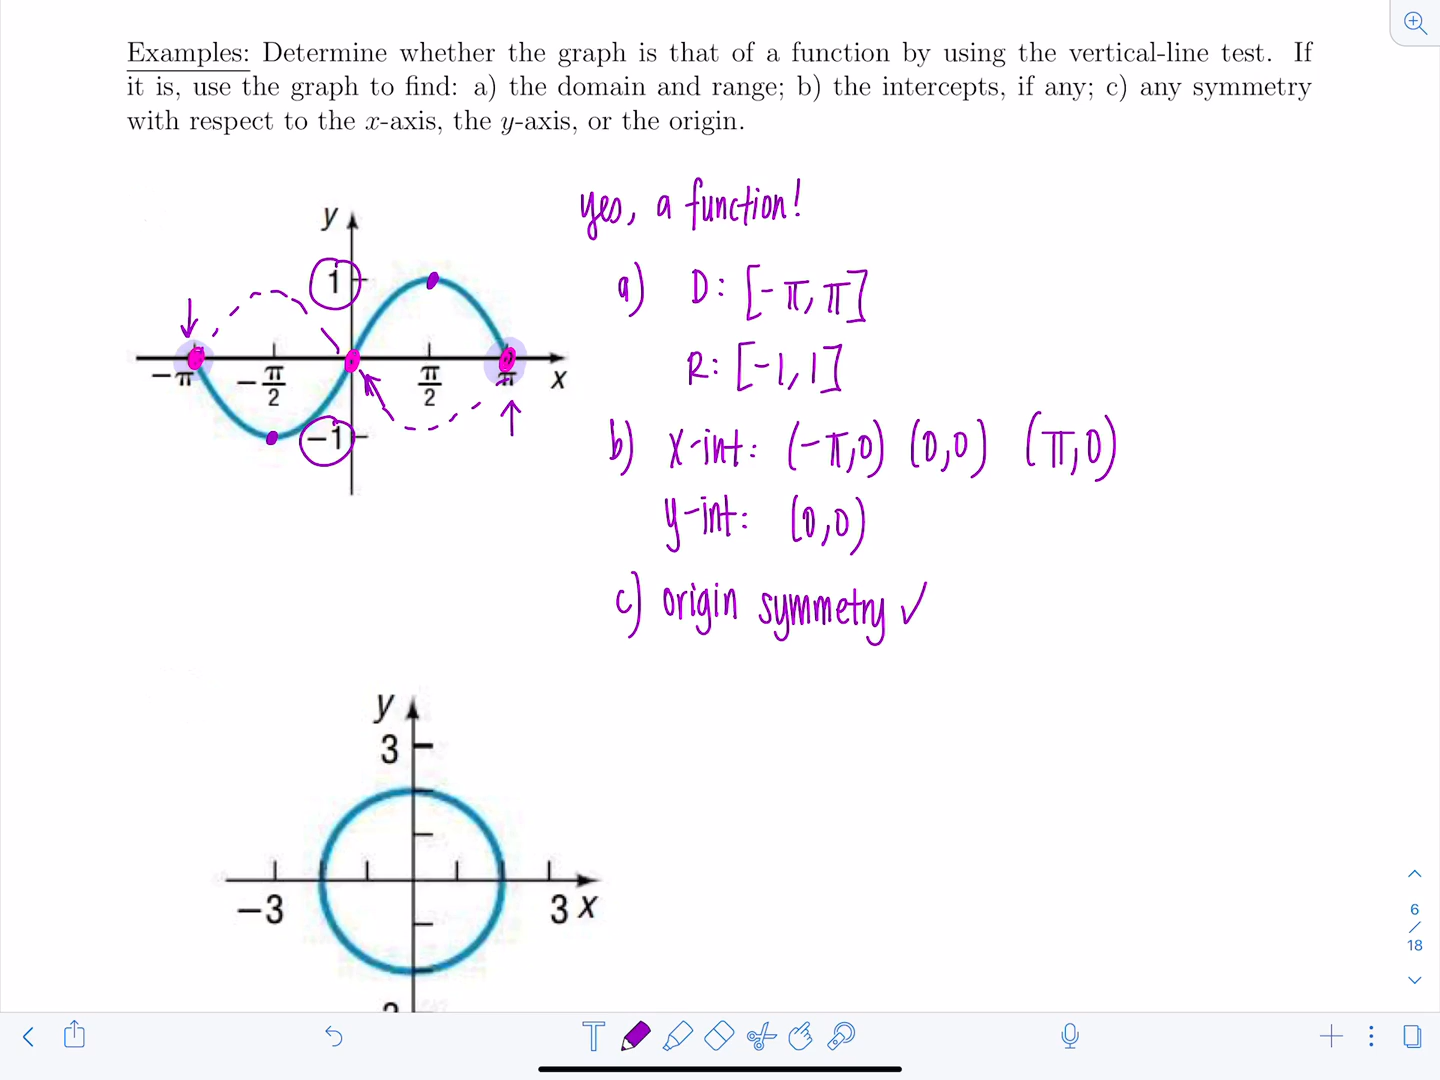 Examples: Determine whether the graph is that of a function by using the vertical-line test. If
it is, use the graph to find: a) the domain and range; b) the intercepts, if any; c) any symmetry
with respect to the x-axis, the y-axis, or the origin.
yes, a function!
y
1
a) D: [-π, π]
R: [-1, 1]
−π −π/2 π/2 π x
−1
b) x-int: (-π,0) (0,0) (π,0)
y-int: (0,0)
c) origin symmetry ✓
y
3
−3 3 x
6
/
18
T